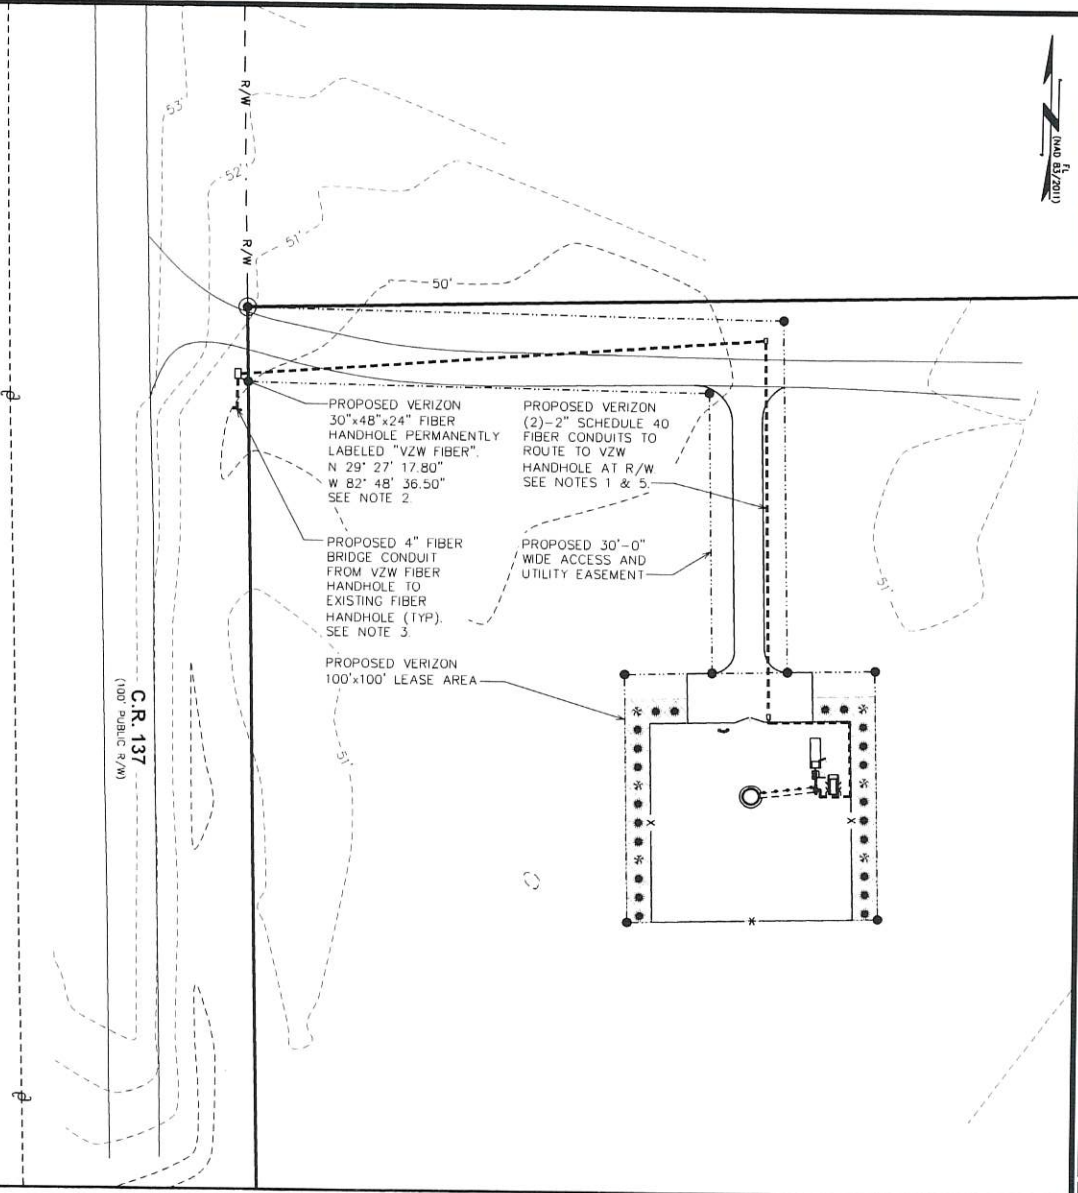 FL
(NAD 83/2011)
R/W
R/W
53'
52'
51'
50'
PROPOSED VERIZON
30"x48"x24" FIBER
HANDHOLE PERMANENTLY
LABELED "VZW FIBER".
N 29° 27' 17.80"
W 82° 48' 36.50"
SEE NOTE 2.
PROPOSED VERIZON
(2)-2" SCHEDULE 40
FIBER CONDUITS TO
ROUTE TO VZW
HANDHOLE AT R/W
SEE NOTES 1 & 5.
PROPOSED 4" FIBER
BRIDGE CONDUIT
FROM VZW FIBER
HANDHOLE TO
EXISTING FIBER
HANDHOLE (TYP).
SEE NOTE 3.
PROPOSED 30'-0"
WIDE ACCESS AND
UTILITY EASEMENT
51'
PROPOSED VERIZON
100'x100' LEASE AREA
C.R. 137
(100' PUBLIC R/W)
51'
X
X
X